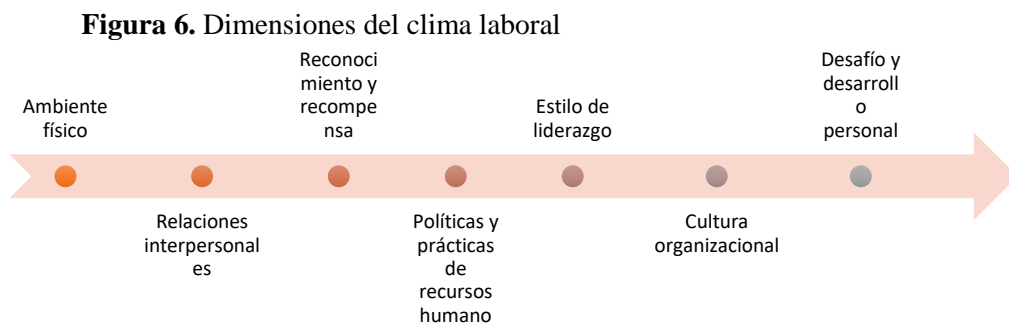 Figura 6. Dimensiones del clima laboral
Ambiente
físico
Relaciones
interpersonal
es
Reconoci
miento y
recompe
nsa
Políticas y
prácticas
de
recursos
humano
Estilo de
liderazgo
Cultura
organizacional
Desafío y
desarroll
o
personal